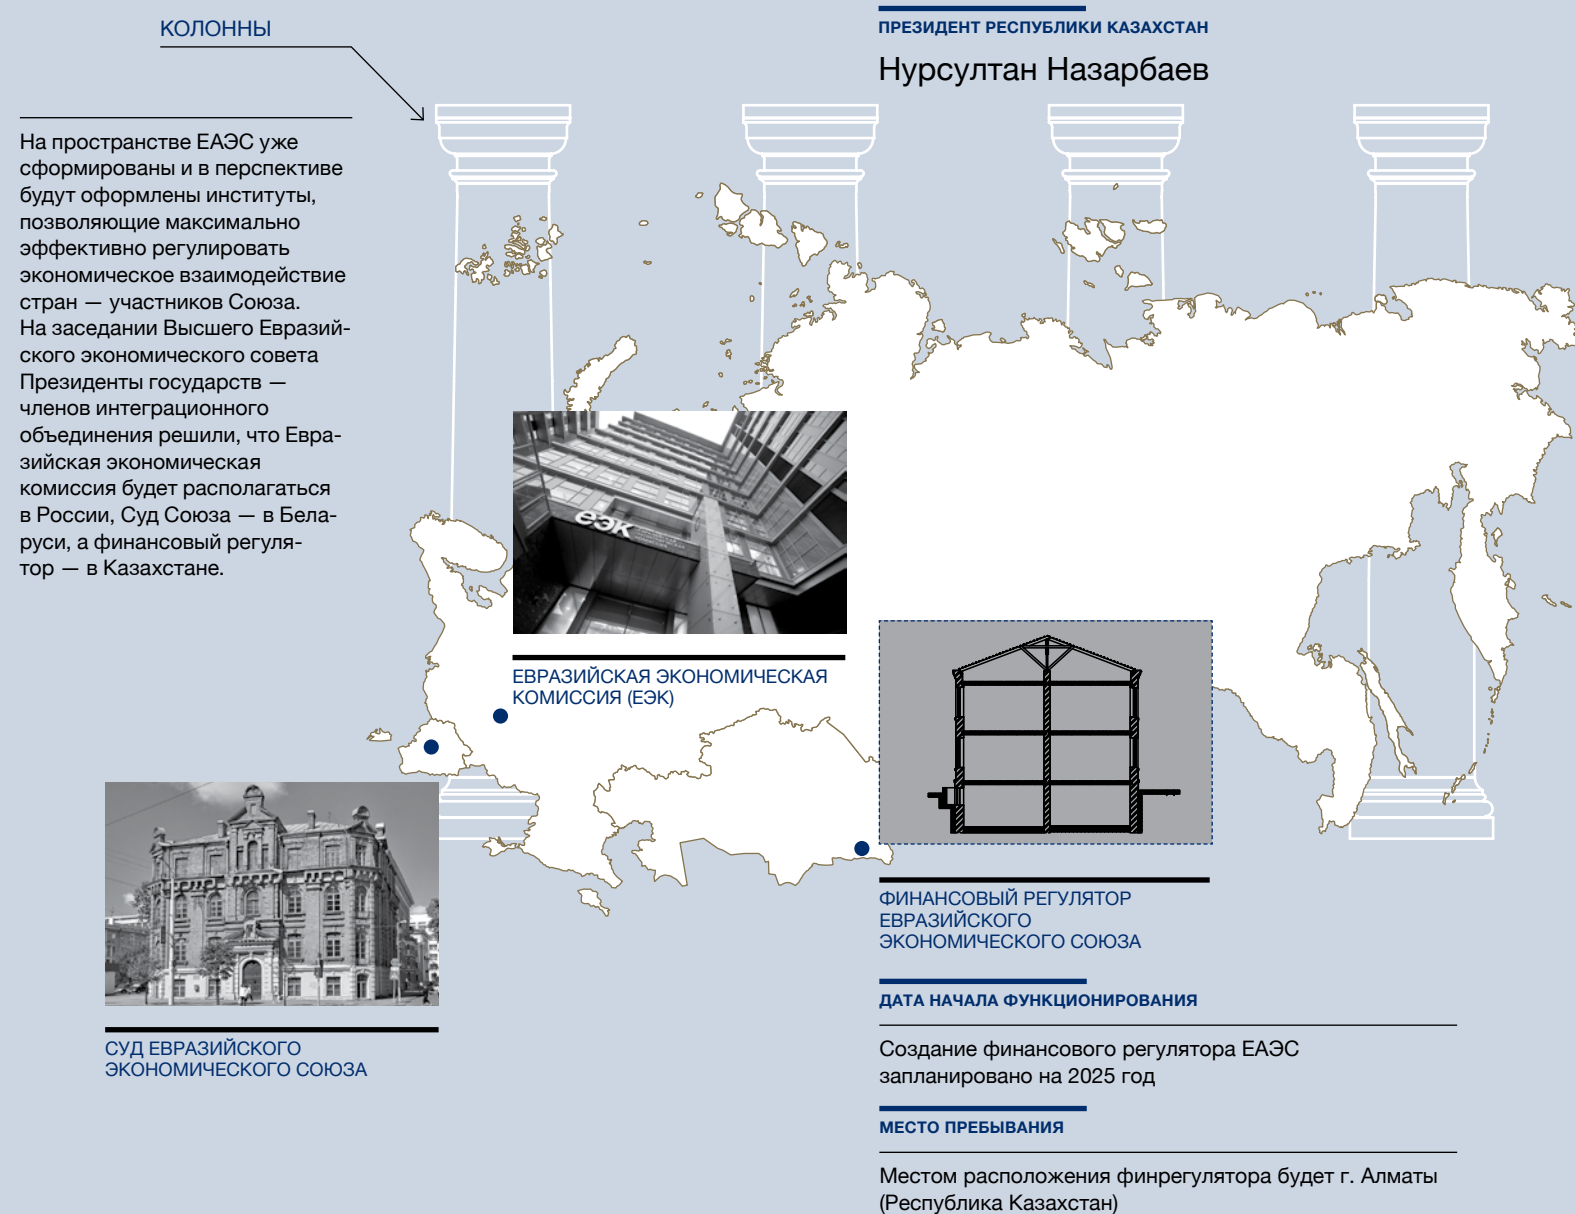 КОЛОННЫ
На пространстве ЕАЭС уже
сформированы и в перспективе
будут оформлены институты,
позволяющие максимально
эффективно регулировать
экономическое взаимодействие
стран — участников Союза.
На заседании Высшего Евразий-
ского экономического совета
Президенты государств —
членов интеграционного
объединения решили, что Евра-
зийская экономическая
комиссия будет располагаться
в России, Суд Союза — в Бела-
руси, а финансовый регуля-
тор — в Казахстане.
ПРЕЗИДЕНТ РЕСПУБЛИКИ КАЗАХСТАН
Нурсултан Назарбаев
еэк
ЕВРАЗИЙСКАЯ ЭКОНОМИЧЕСКАЯ
КОМИССИЯ (ЕЭК)
СУД ЕВРАЗИЙСКОГО
ЭКОНОМИЧЕСКОГО СОЮЗА
ФИНАНСОВЫЙ РЕГУЛЯТОР
ЕВРАЗИЙСКОГО
ЭКОНОМИЧЕСКОГО СОЮЗА
ДАТА НАЧАЛА ФУНКЦИОНИРОВАНИЯ
Создание финансового регулятора ЕАЭС
запланировано на 2025 год
МЕСТО ПРЕБЫВАНИЯ
Местом расположения финрегулятора будет г. Алматы
(Республика Казахстан)